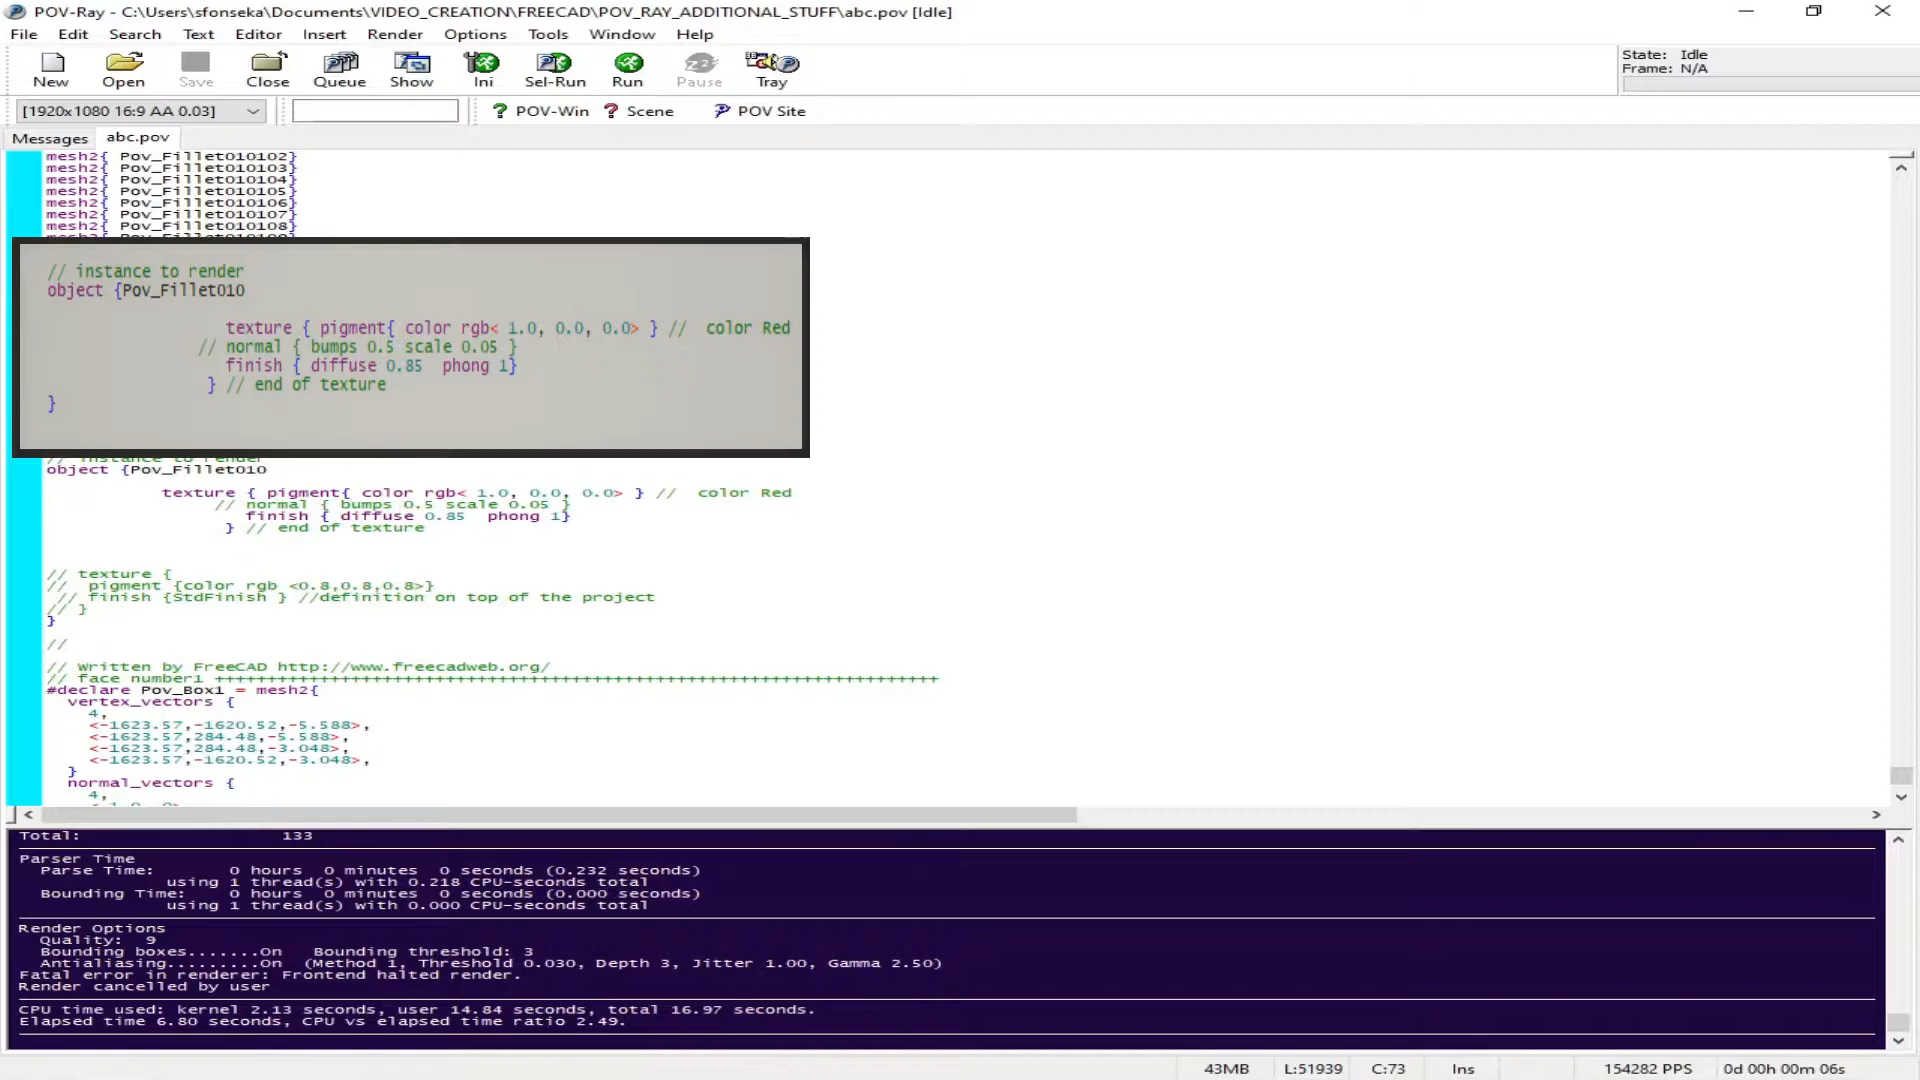 POV-Ray - C:\Users\sfonseka\Documents\VIDEO_CREATION\FREECAD\POV_RAY_ADDITIONAL_STUFF\abc.pov [Idle]
File Edit Search Text Editor Insert Render Options Tools Window Help
New Open Save Close Queue Show Ini Sel-Run Run Pause Tray
State: Idle
Frame: N/A
[1920x1080 16:9 AA 0.03] ? POV-Win ? Scene POV Site
Messages abc.pov
mesh2{ Pov_Fillet010102}
mesh2{ Pov_Fillet010103}
mesh2{ Pov_Fillet010104}
mesh2{ Pov_Fillet010105}
mesh2{ Pov_Fillet010106}
mesh2{ Pov_Fillet010107}
mesh2{ Pov_Fillet010108}
// instance to render
object {Pov_Fillet010
texture { pigment{ color rgb< 1.0, 0.0, 0.0> } // color Red
// normal { bumps 0.5 scale 0.05 }
finish { diffuse 0.85 phong 1}
} // end of texture
}
// instance to render
object {Pov_Fillet010
texture { pigment{ color rgb< 1.0, 0.0, 0.0> } // color Red
// normal { bumps 0.5 scale 0.05 }
finish { diffuse 0.85 phong 1}
} // end of texture
// texture {
// pigment {color rgb <0.8,0.8,0.8>}
// finish {StdFinish } //definition on top of the project
// }
}
//
// Written by FreeCAD http://www.freecadweb.org/
// face number1 +++++++++++++++++++++++++++++++++++++++++++++++++++++++++++++++++++++
#declare Pov_Box1 = mesh2{
vertex_vectors {
4,
<-1623.57,-1620.52,-5.588>,
<-1623.57,284.48,-5.588>,
<-1623.57,284.48,-3.048>,
<-1623.57,-1620.52,-3.048>,
}
normal_vectors {
4,
Total: 133
Parser Time
Parse Time: 0 hours 0 minutes 0 seconds (0.232 seconds)
using 1 thread(s) with 0.218 CPU-seconds total
Bounding Time: 0 hours 0 minutes 0 seconds (0.000 seconds)
using 1 thread(s) with 0.000 CPU-seconds total
Render Options
Quality: 9
Bounding boxes.......On Bounding threshold: 3
Antialiasing.........On (Method 1, Threshold 0.030, Depth 3, Jitter 1.00, Gamma 2.50)
Fatal error in renderer: Frontend halted render.
Render cancelled by user
CPU time used: kernel 2.13 seconds, user 14.84 seconds, total 16.97 seconds.
Elapsed time 6.80 seconds, CPU vs elapsed time ratio 2.49.
43MB L:51939 C:73 Ins 154282 PPS 0d 00h 00m 06s